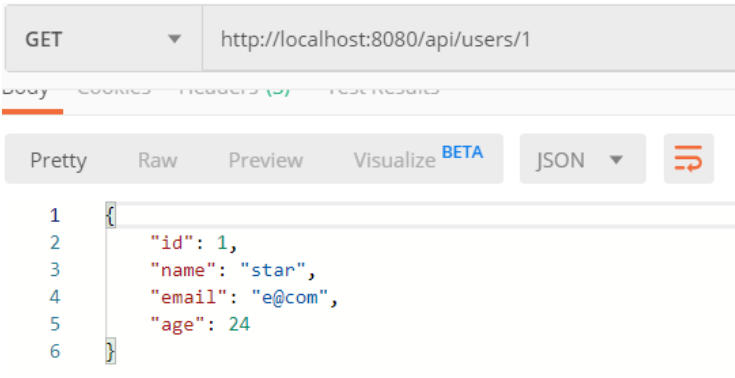 GET http://localhost:8080/api/users/1
Body Cookies Headers (5) Test Results
Pretty Raw Preview Visualize BETA JSON
1 {
2 "id": 1,
3 "name": "star",
4 "email": "e@com",
5 "age": 24
6 }